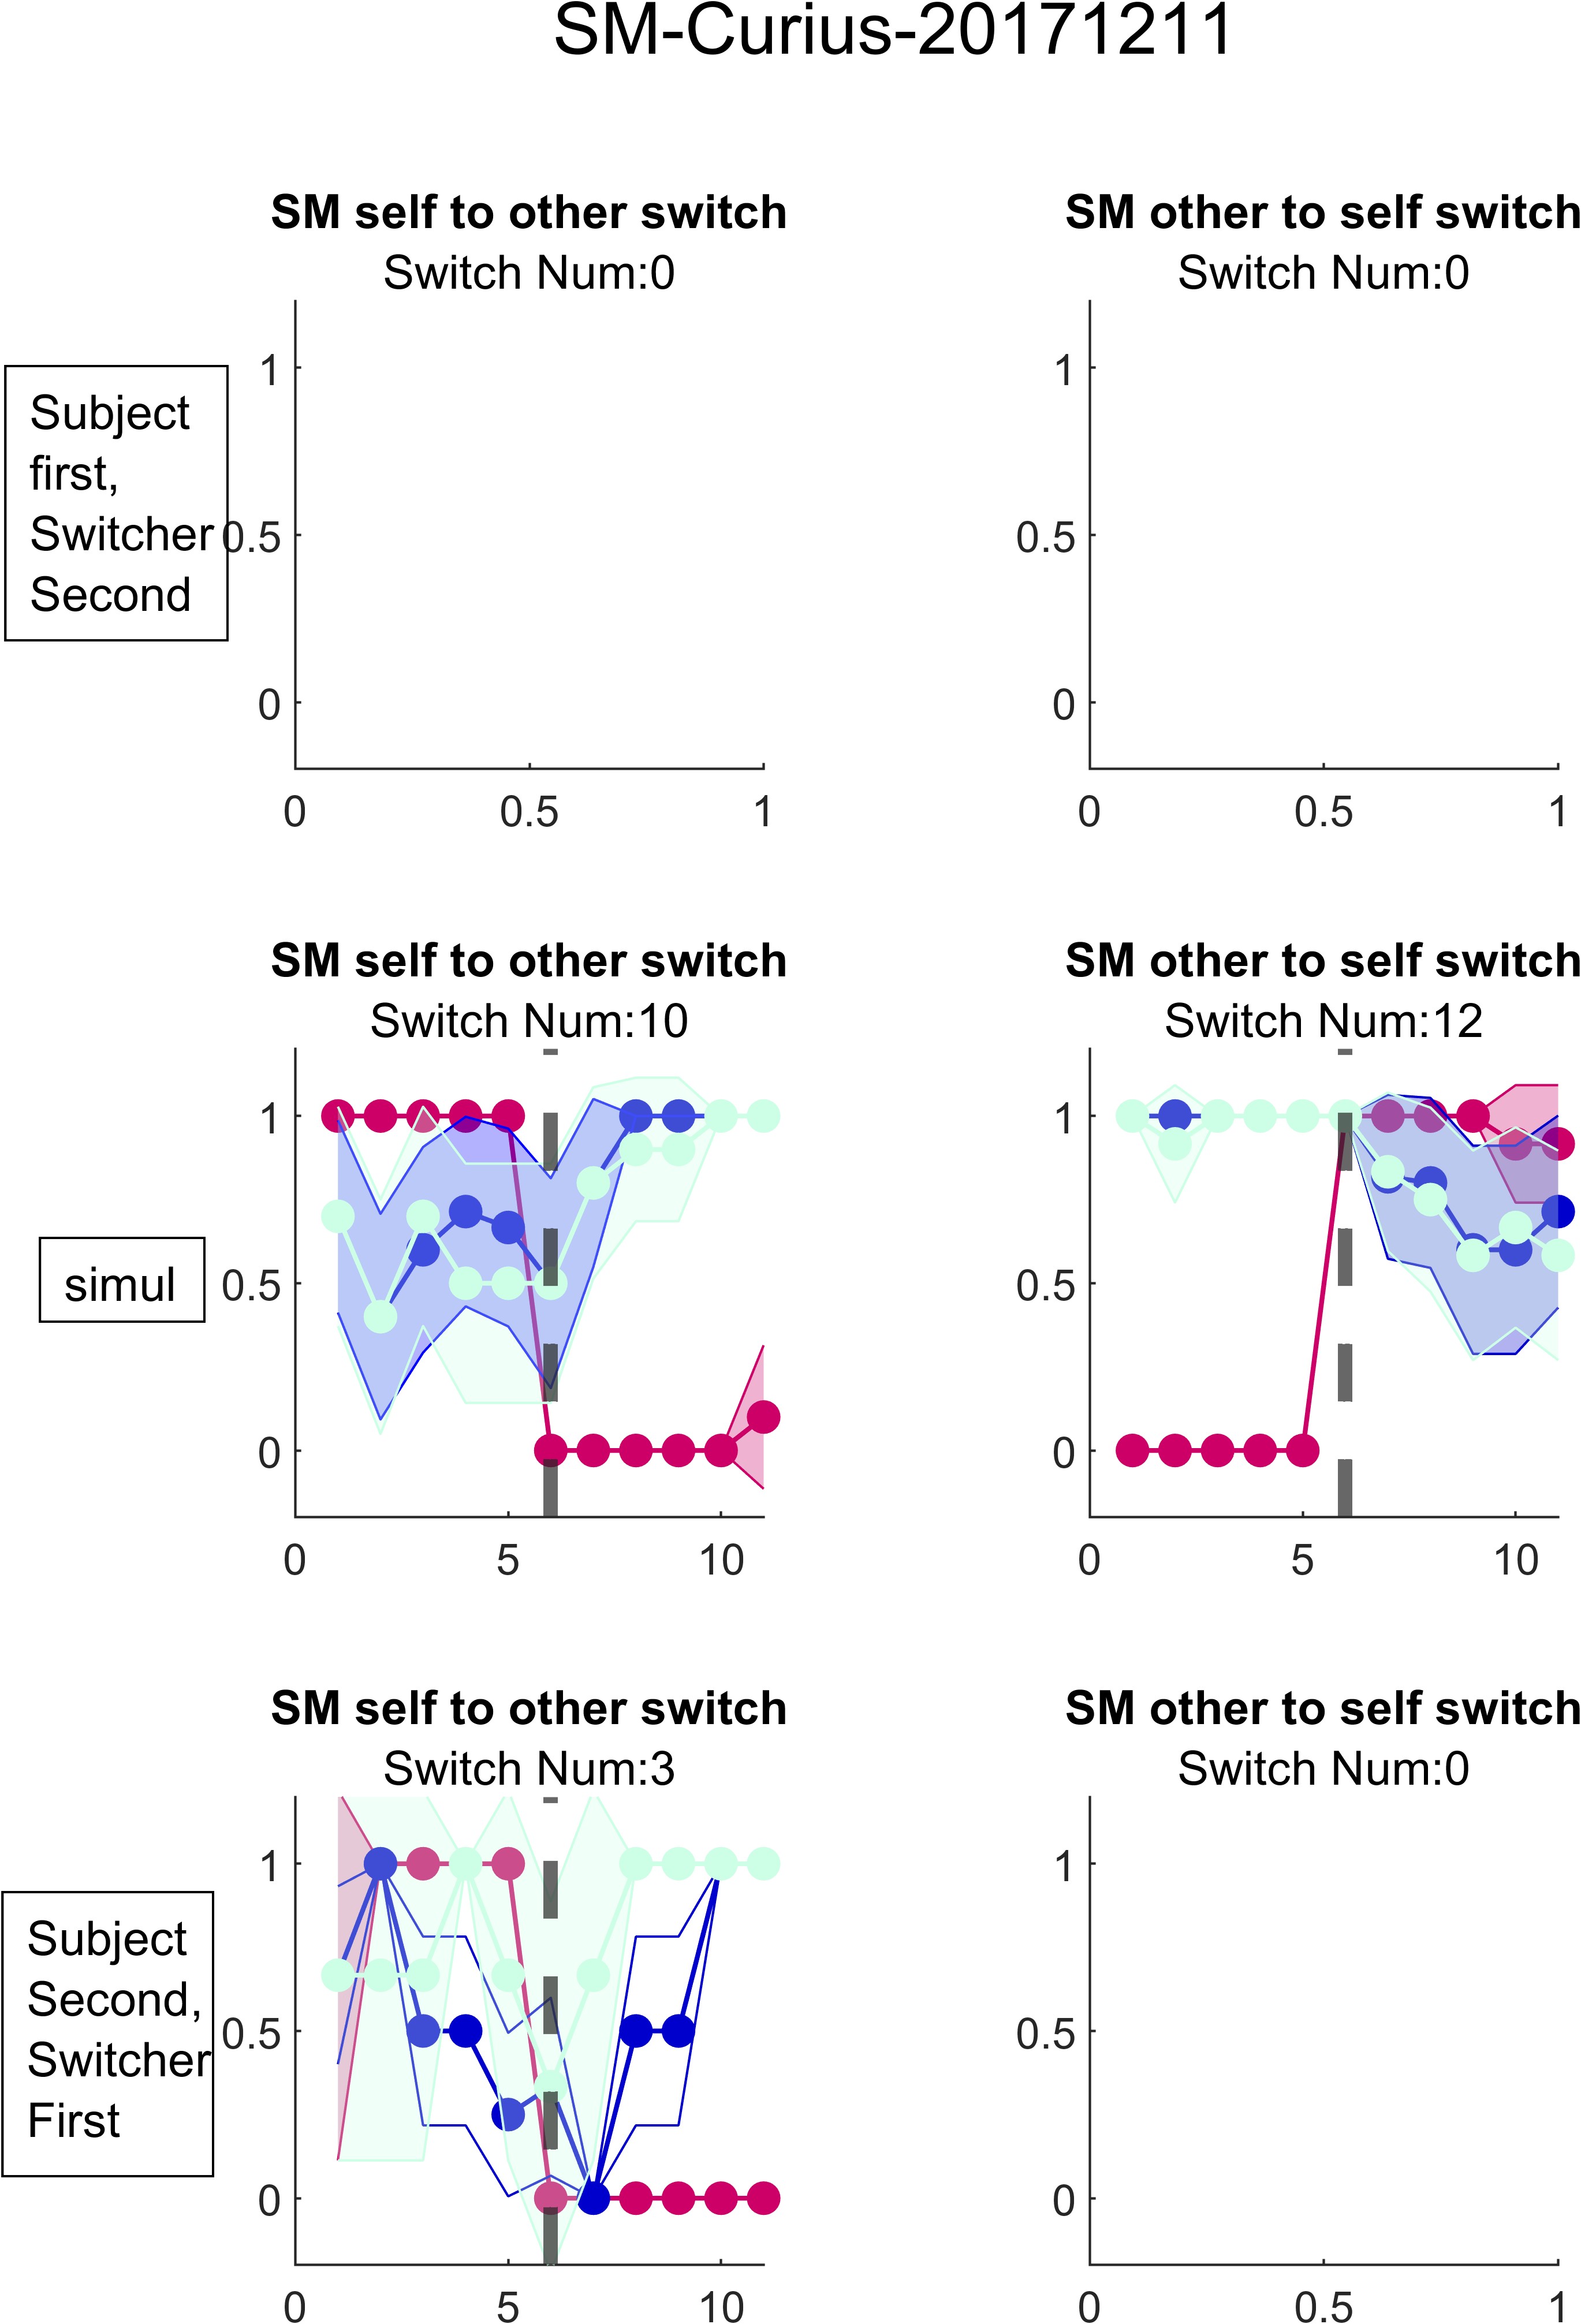 SM-Curius-20171211
SM self to other switch
Switch Num:0
1
0.5
0
0
0.5
1
SM other to self switch
Switch Num:0
1
0.5
0
0
0.5
1
Subject
first,
Switcher
Second
SM self to other switch
Switch Num:10
1
0.5
0
0
5
10
SM other to self switch
Switch Num:12
1
0.5
0
0
5
10
simul
SM self to other switch
Switch Num:3
1
0.5
0
0
5
10
SM other to self switch
Switch Num:0
1
0.5
0
0
0.5
1
Subject
Second,
Switcher
First